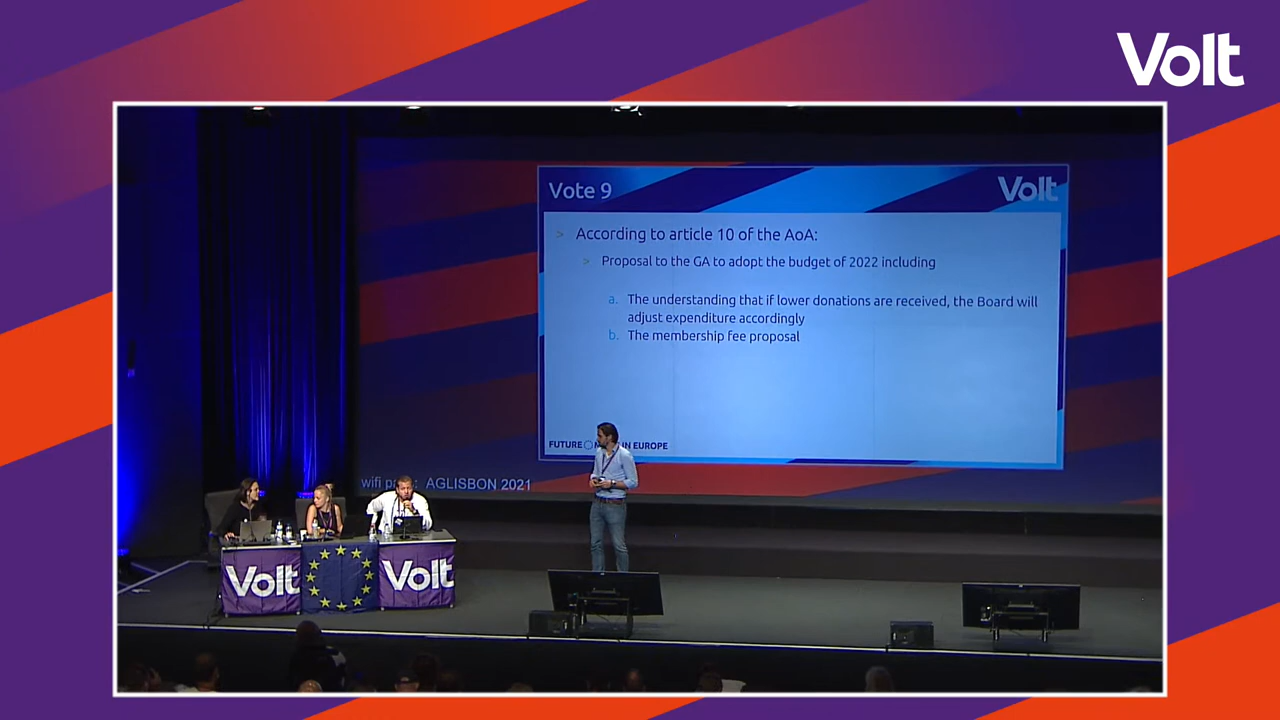 Volt
Vote 9
Volt
> According to article 10 of the AoA:
> Proposal to the GA to adopt the budget of 2022 including
a. The understanding that if lower donations are received, the Board will
adjust expenditure accordingly
b. The membership fee proposal
FUTURE IN EUROPE
wifi AGLISBON 2021
Volt
Volt